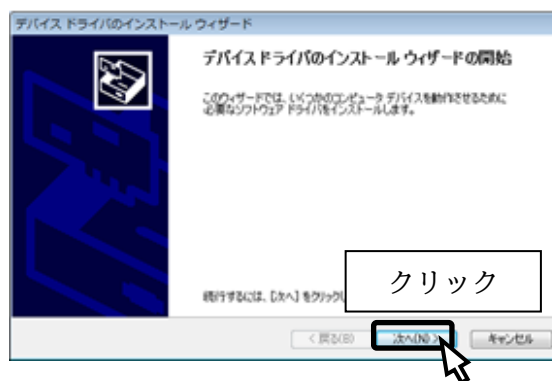 デバイス ドライバのインストール ウィザード
デバイス ドライバのインストール ウィザードの開始
このウィザードでは、いくつかのコンピュータ デバイスを動作させるために
必要なソフトウェア ドライバをインストールします。
クリック
続行するには、[次へ] をクリックし
< 戻る(B)
次へ(N) >
キャンセル